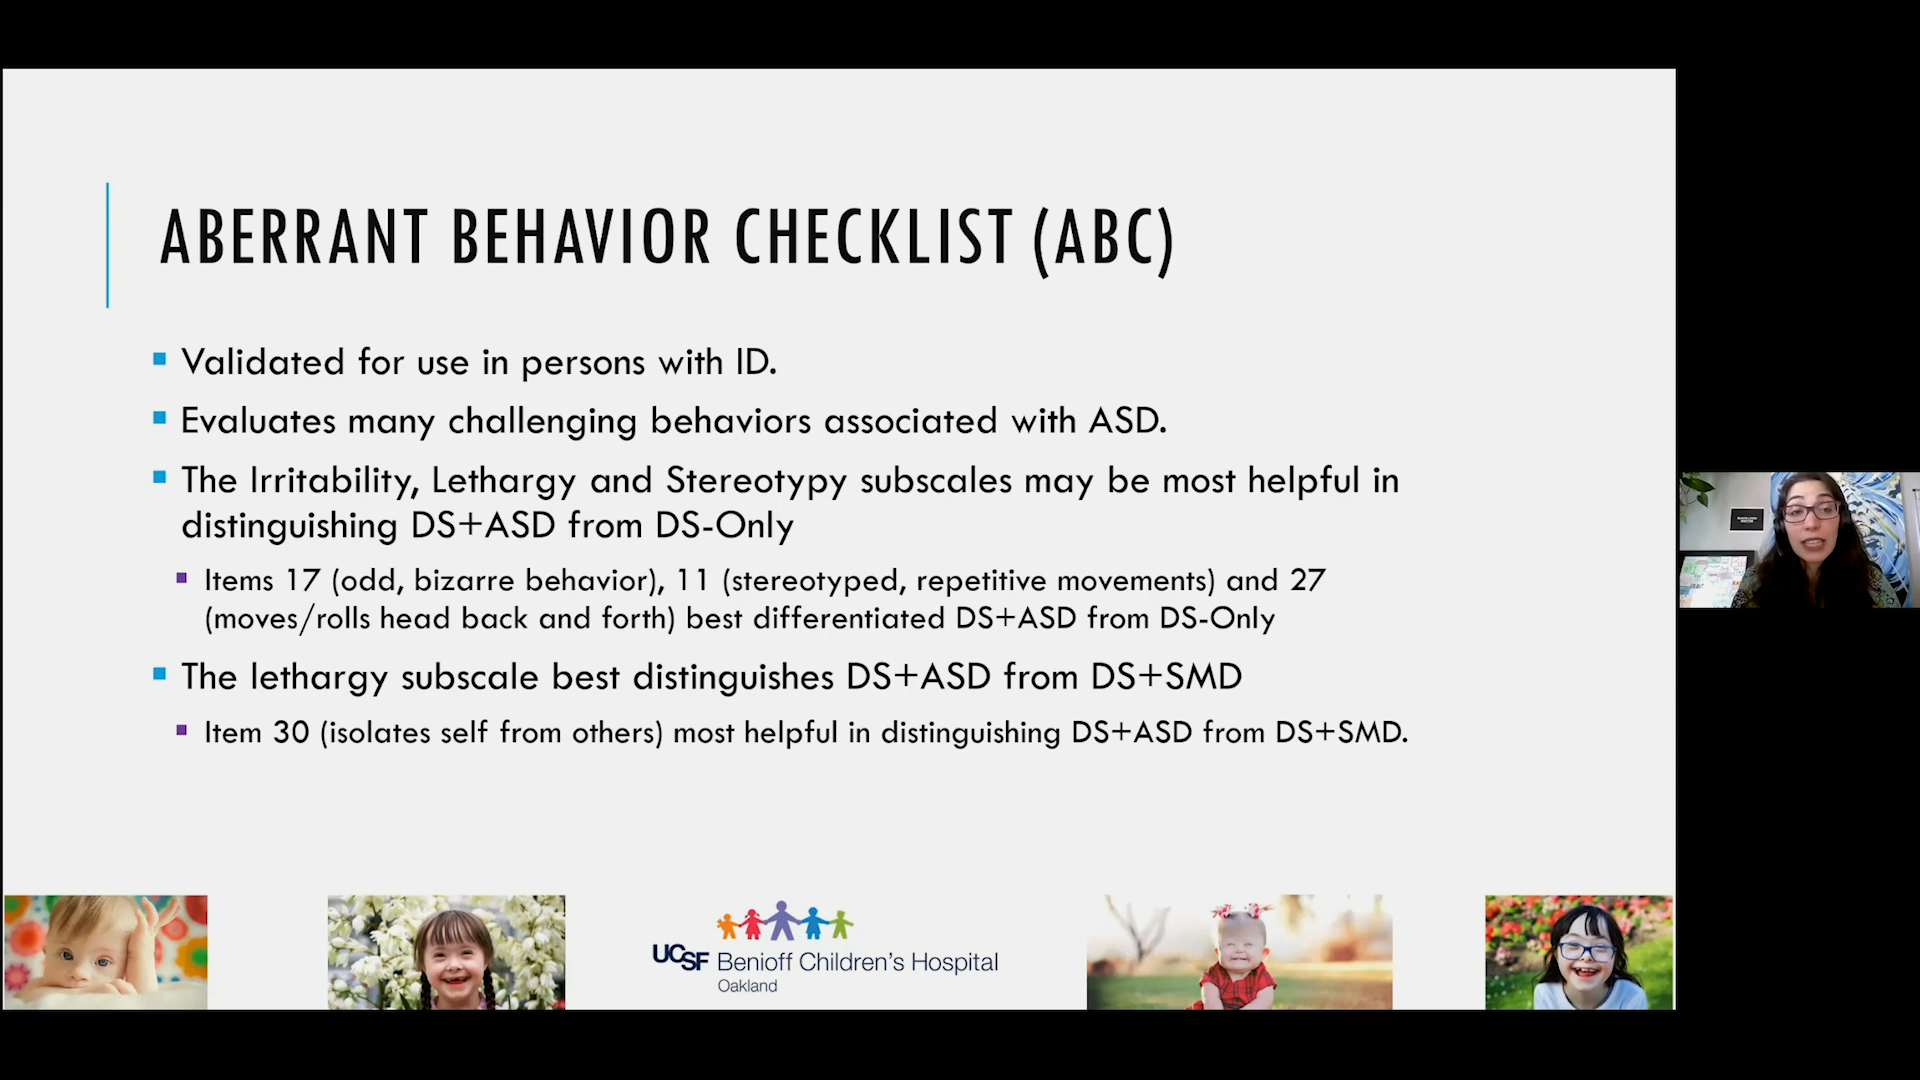 ABERRANT BEHAVIOR CHECKLIST (ABC)
Validated for use in persons with ID.
Evaluates many challenging behaviors associated with ASD.
The Irritability, Lethargy and Stereotypy subscales may be most helpful in
distinguishing DS+ASD from DS-Only
Items 17 (odd, bizarre behavior), 11 (stereotyped, repetitive movements) and 27
(moves/rolls head back and forth) best differentiated DS+ASD from DS-Only
The lethargy subscale best distinguishes DS+ASD from DS+SMD
Item 30 (isolates self from others) most helpful in distinguishing DS+ASD from DS+SMD.
UCSF Benioff Children's Hospital
Oakland